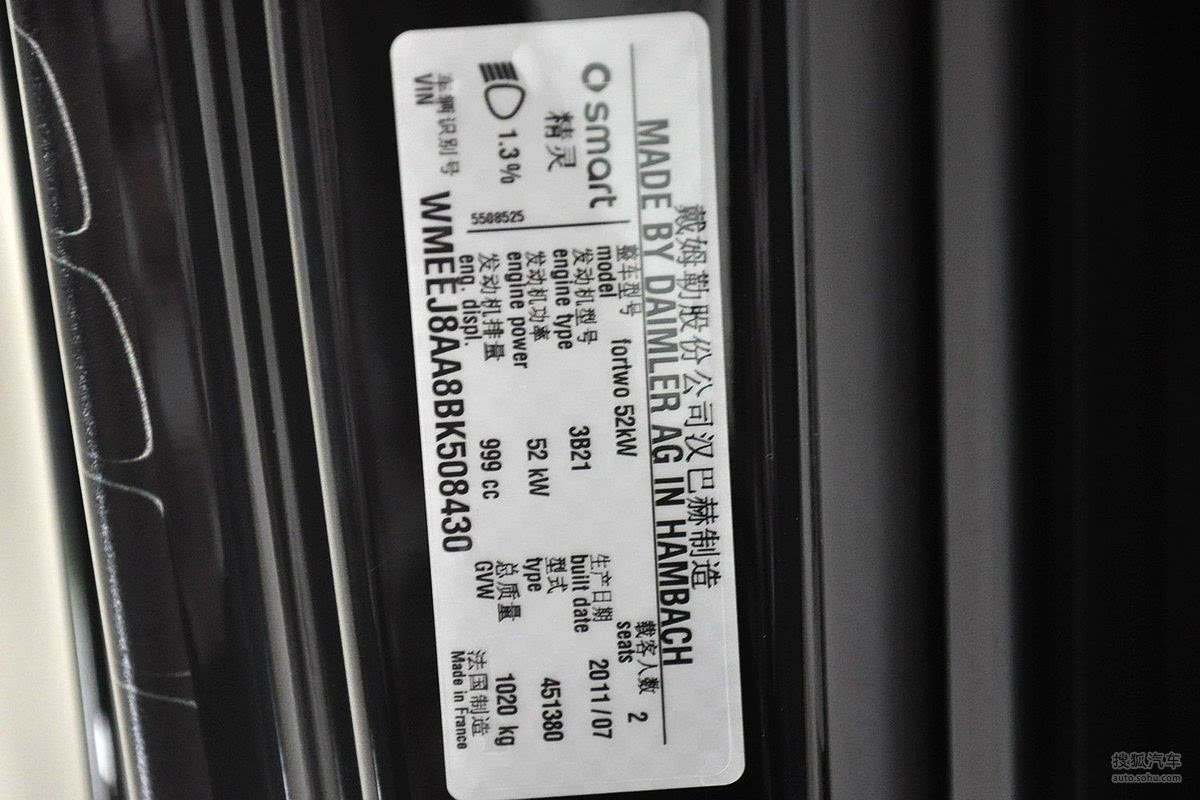 戴姆勒股份公司汉巴赫制造
MADE BY DAIMLER AG IN HAMBACH
smart
精灵
1.3%
5508525
整车型号
model fortwo 52kW
载客人数
seats 2
发动机型号
engine type 3B21
生产日期
built date 2011/07
发动机功率
engine power 52 kW
型式
type 451380
发动机排量
eng. displ. 999 cc
总质量
GVW 1020 kg
车辆识别号
VIN WMEEJ8AA8BK508430
法国制造
Made in France
搜狐汽车
auto.sohu.com